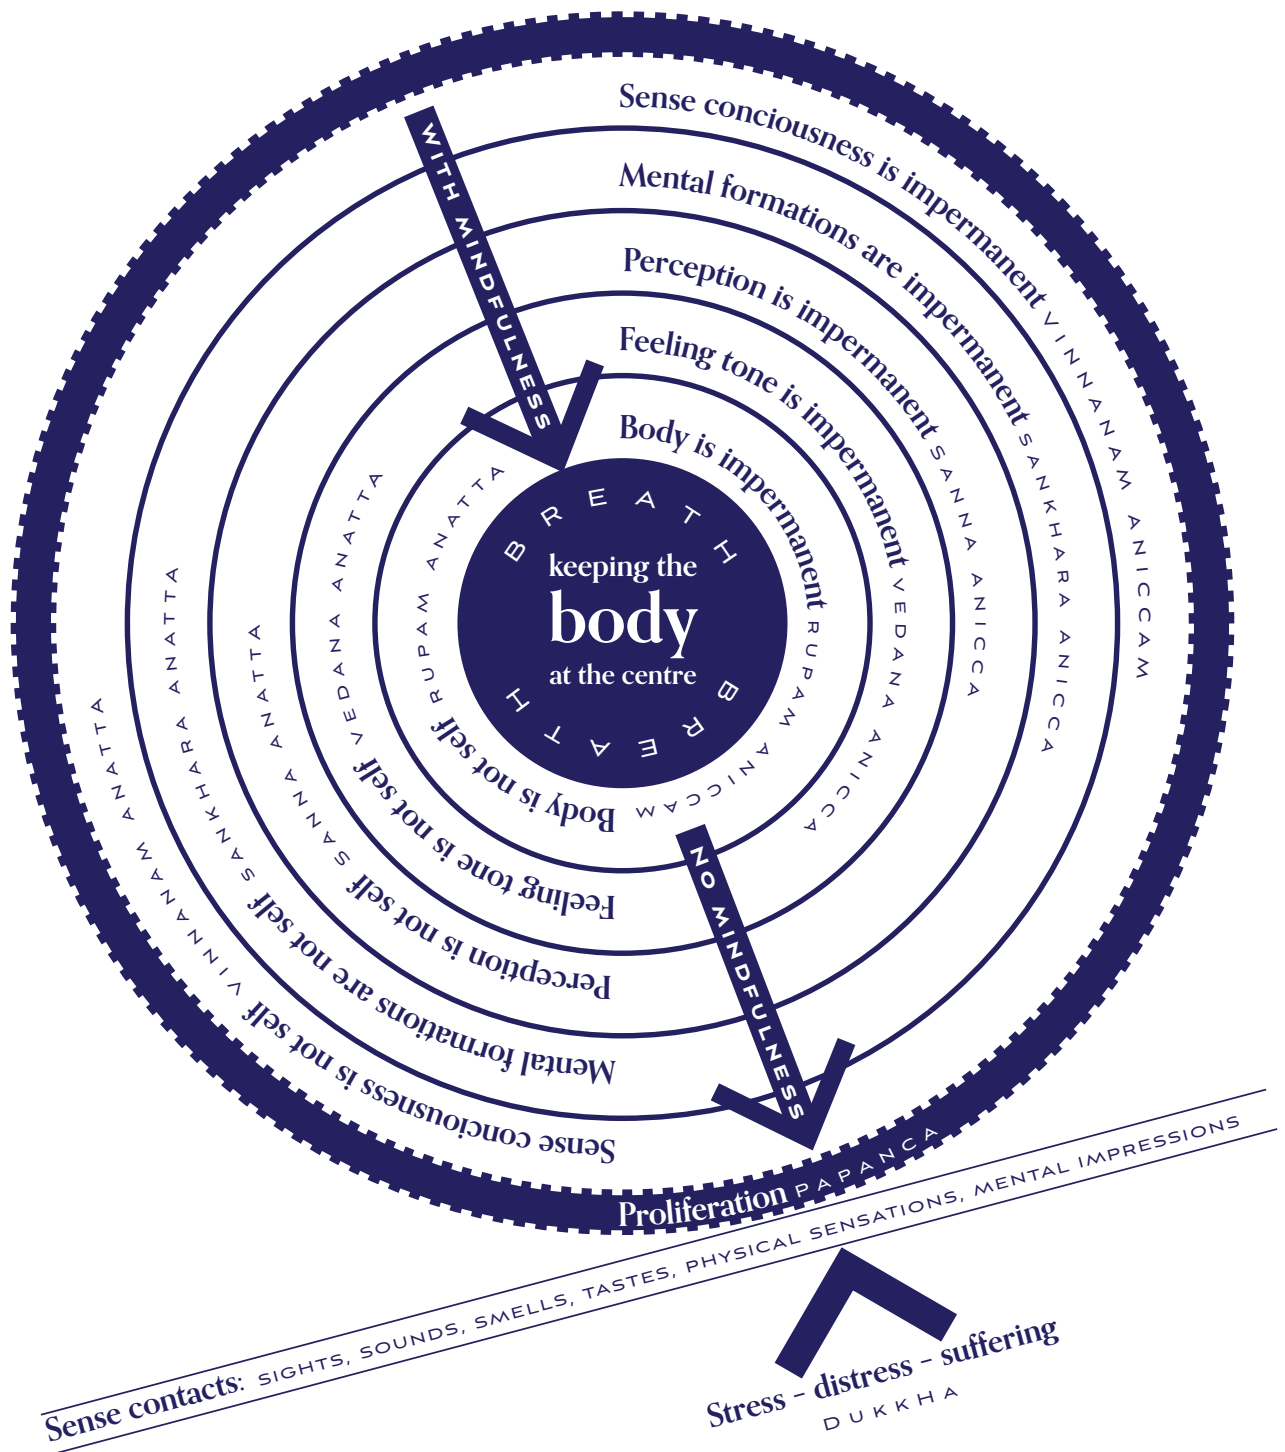 Sense conciousness is impermanent VINNANAM ANICCAM
Mental formations are impermanent SANKHARA ANICCA
Perception is impermanent SANNA ANICCA
Feeling tone is impermanent VEDANA ANICCA
Body is impermanent RUPAM ANICCAM
WITH MINDFULNESS
BREATH
keeping the
body
at the centre
BREATH
Body is not self RUPAM ANATTA
Feeling tone is not self VEDANA ANATTA
Perception is not self SANNA ANATTA
Mental formations are not self SANKHARA ANATTA
Sense conciousness is not self VINNANAM ANATTA
NO MINDFULNESS
Proliferation PAPANCA
Sense contacts: SIGHTS, SOUNDS, SMELLS, TASTES, PHYSICAL SENSATIONS, MENTAL IMPRESSIONS
Stress - distress - suffering
DUKKHA